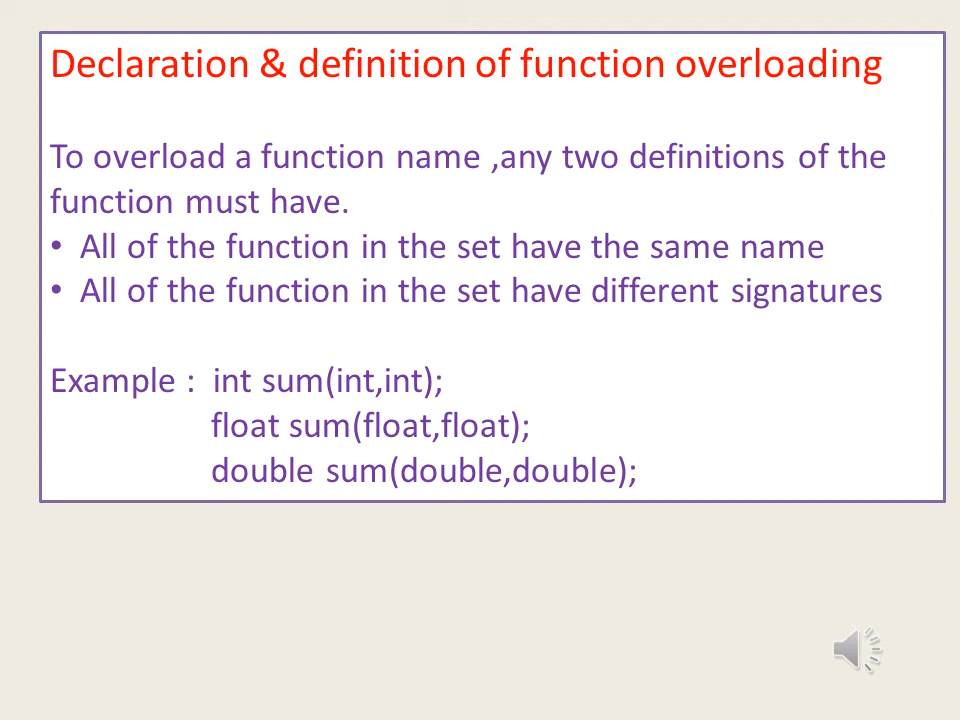 Declaration & definition of function overloading
To overload a function name ,any two definitions of the
function must have.
• All of the function in the set have the same name
• All of the function in the set have different signatures
Example : int sum(int,int);
float sum(float,float);
double sum(double,double);